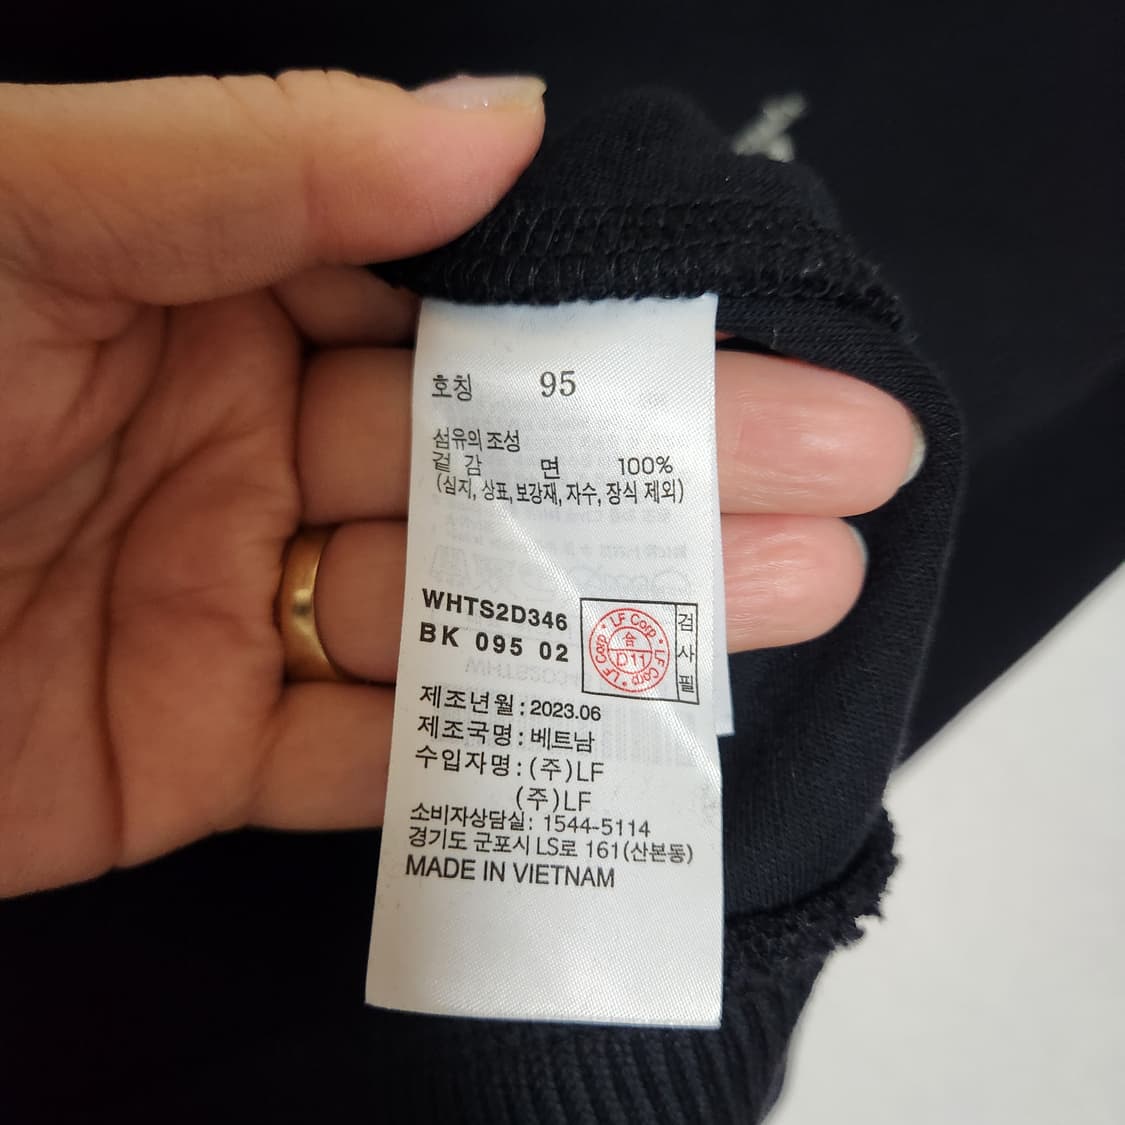 호칭 95
섬유의 조성
겉 감 면 100%
(심지, 상표, 보강재, 자수, 장식 제외)
WHTS2D346
BK 095 02
LF Corp · LF Corp · LF Corp ·
合
D11
검사필
제조년월 : 2023.06
제조국명 : 베트남
수입자명 : (주)LF
(주)LF
소비자상담실: 1544-5114
경기도 군포시 LS로 161(산본동)
MADE IN VIETNAM